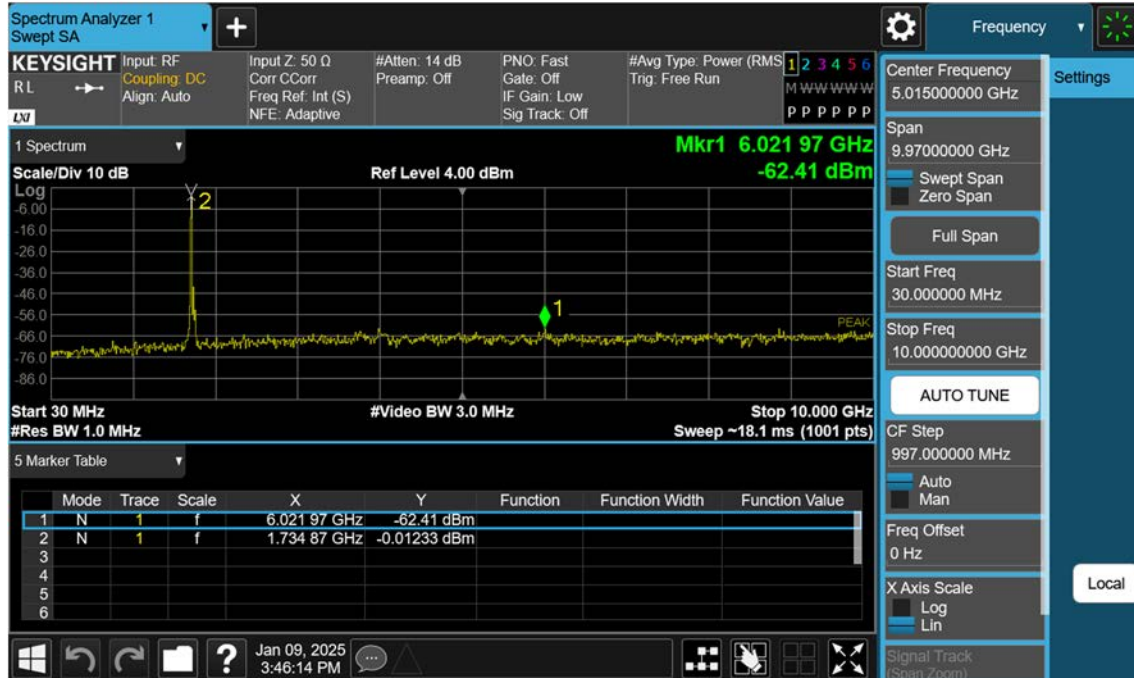 Spectrum Analyzer 1
Swept SA
Frequency
KEYSIGHT
RL
LXI
Input: RF
Coupling: DC
Align: Auto
Input Z: 50 Ω
Corr CCorr
Freq Ref: Int (S)
NFE: Adaptive
#Atten: 14 dB
Preamp: Off
PNO: Fast
Gate: Off
IF Gain: Low
Sig Track: Off
#Avg Type: Power (RMS
Trig: Free Run
1 2 3 4 5 6
M W W W W W
P P P P P P
1 Spectrum
Mkr1 6.021 97 GHz
Scale/Div 10 dB
Ref Level 4.00 dBm
-62.41 dBm
Log
-6.00
-16.0
-26.0
-36.0
-46.0
-56.0
-66.0
-76.0
-86.0
2
1
PEAK
Start 30 MHz
#Video BW 3.0 MHz
Stop 10.000 GHz
#Res BW 1.0 MHz
Sweep ~18.1 ms (1001 pts)
5 Marker Table
Mode Trace Scale X Y Function Function Width Function Value
1 N 1 f 6.021 97 GHz -62.41 dBm
2 N 1 f 1.734 87 GHz -0.01233 dBm
3
4
5
6
Jan 09, 2025
3:46:14 PM
Center Frequency
5.015000000 GHz
Span
9.97000000 GHz
Swept Span
Zero Span
Full Span
Start Freq
30.000000 MHz
Stop Freq
10.000000000 GHz
AUTO TUNE
CF Step
997.000000 MHz
Auto
Man
Freq Offset
0 Hz
X Axis Scale
Log
Lin
Signal Track
(Span Zoom)
Settings
Local